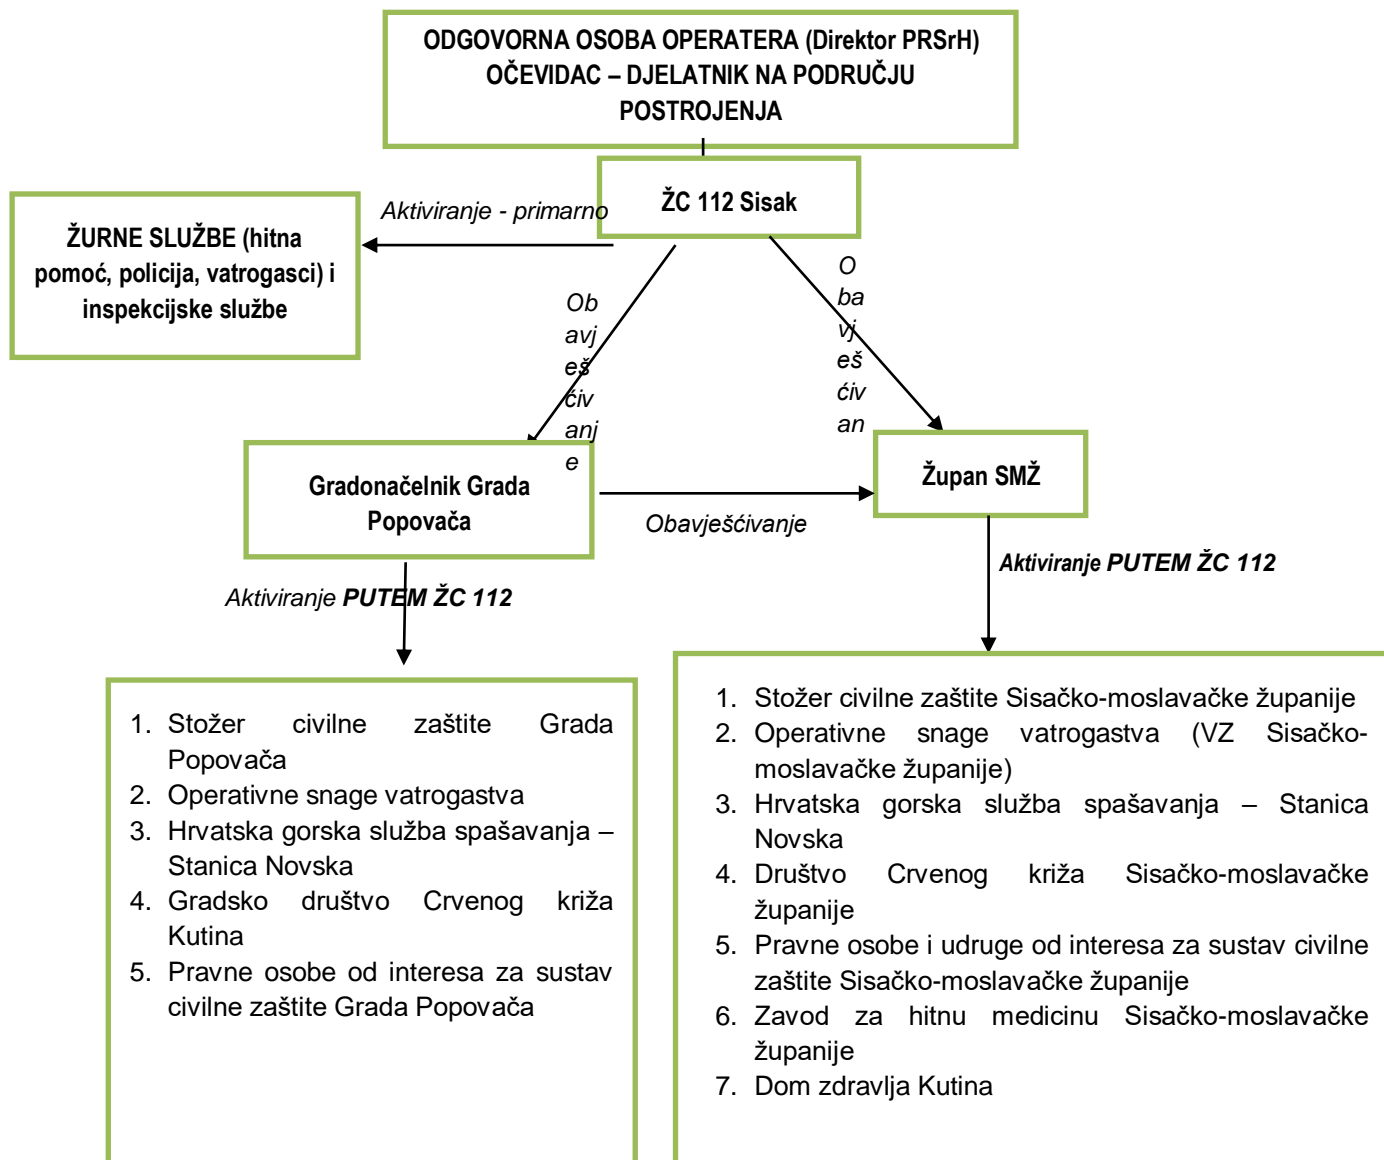 ODGOVORNA OSOBA OPERATERA (Direktor PRSrH)
OČEVIDAC – DJELATNIK NA PODRUČJU
POSTROJENJA
ŽC 112 Sisak
Aktiviranje - primarno
ŽURNE SLUŽBE (hitna
pomoć, policija, vatrogasci) i
inspekcijske službe
Ob
avj
eš
ćiv
anj
e
O
ba
vj
eš
ćiv
an
Gradonačelnik Grada
Popovača
Obavješćivanje
Župan SMŽ
Aktiviranje PUTEM ŽC 112
Aktiviranje PUTEM ŽC 112
1. Stožer civilne zaštite Grada
Popovača
2. Operativne snage vatrogastva
3. Hrvatska gorska služba spašavanja –
Stanica Novska
4. Gradsko društvo Crvenog križa
Kutina
5. Pravne osobe od interesa za sustav
civilne zaštite Grada Popovača
1. Stožer civilne zaštite Sisačko-moslavačke županije
2. Operativne snage vatrogastva (VZ Sisačko-
moslavačke županije)
3. Hrvatska gorska služba spašavanja – Stanica
Novska
4. Društvo Crvenog križa Sisačko-moslavačke
županije
5. Pravne osobe i udruge od interesa za sustav civilne
zaštite Sisačko-moslavačke županije
6. Zavod za hitnu medicinu Sisačko-moslavačke
županije
7. Dom zdravlja Kutina